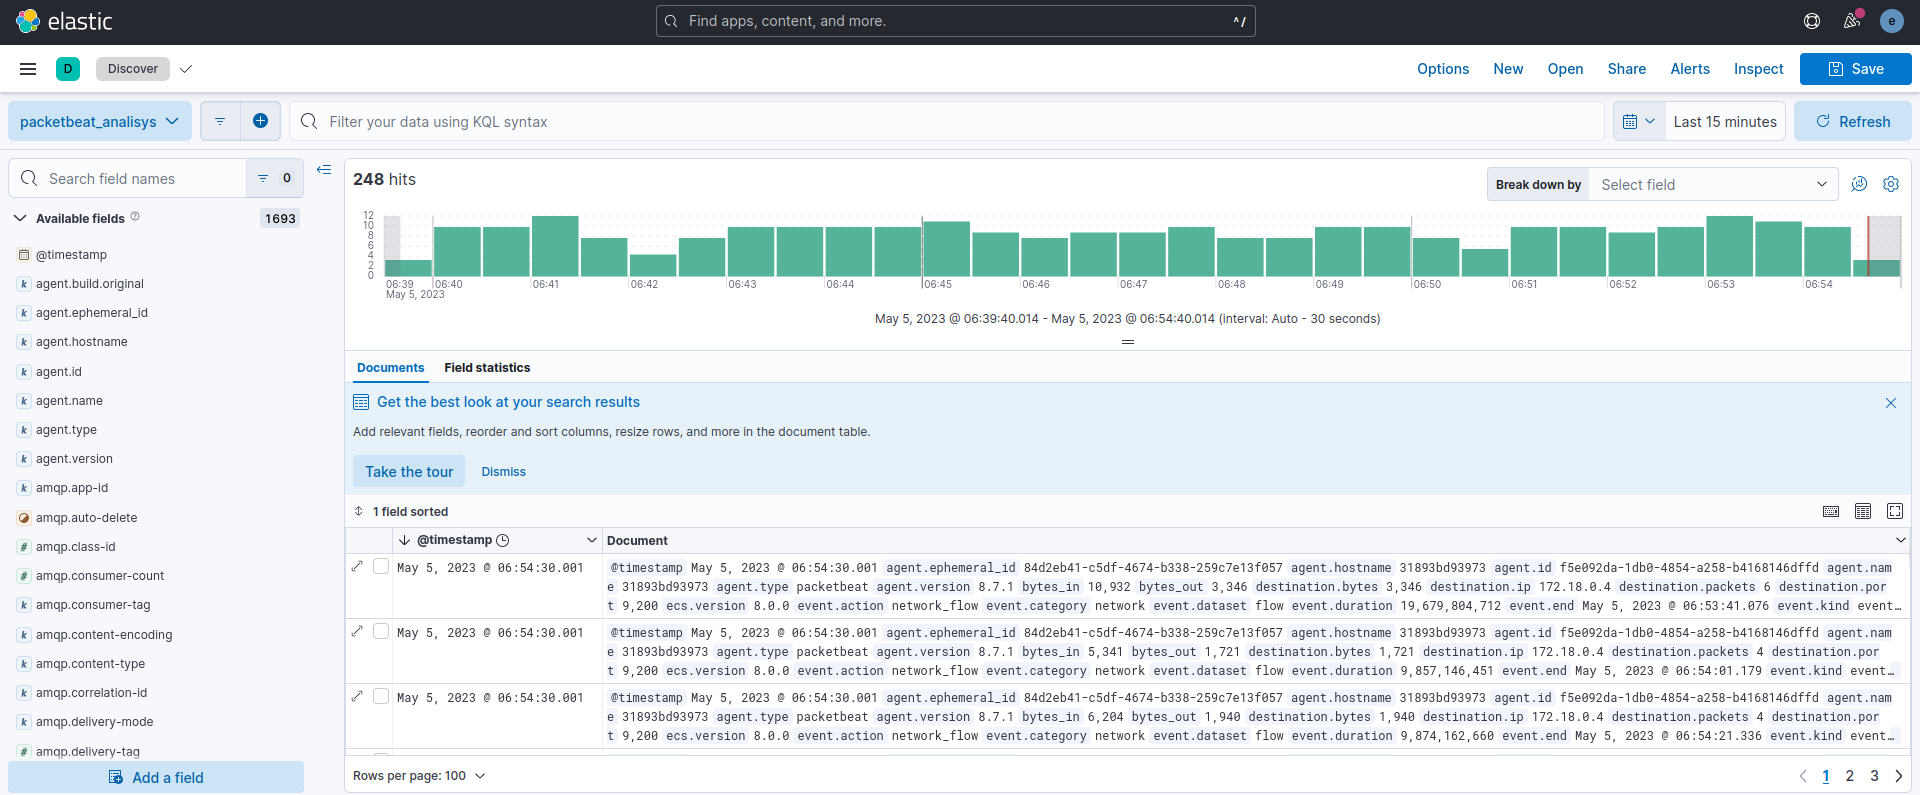 elastic
Find apps, content, and more.
^/
e
D
Discover
Options
New
Open
Share
Alerts
Inspect
Save
packetbeat_analisys
Filter your data using KQL syntax
Last 15 minutes
Refresh
Search field names
0
Available fields
1693
@timestamp
k agent.build.original
k agent.ephemeral_id
k agent.hostname
k agent.id
k agent.name
k agent.type
k agent.version
k amqp.app-id
amqp.auto-delete
# amqp.class-id
# amqp.consumer-count
k amqp.consumer-tag
k amqp.content-encoding
k amqp.content-type
k amqp.correlation-id
k amqp.delivery-mode
# amqp.delivery-tag
Add a field
248 hits
Break down by
Select field
12
10
8
6
4
2
0
06:39 06:40 06:41 06:42 06:43 06:44 06:45 06:46 06:47 06:48 06:49 06:50 06:51 06:52 06:53 06:54
May 5, 2023
May 5, 2023 @ 06:39:40.014 - May 5, 2023 @ 06:54:40.014 (interval: Auto - 30 seconds)
Documents
Field statistics
Get the best look at your search results
Add relevant fields, reorder and sort columns, resize rows, and more in the document table.
Take the tour
Dismiss
1 field sorted
@timestamp
Document
May 5, 2023 @ 06:54:30.001
@timestamp May 5, 2023 @ 06:54:30.001 agent.ephemeral_id 84d2eb41-c5df-4674-b338-259c7e13f057 agent.hostname 31893bd93973 agent.id f5e092da-1db0-4854-a258-b4168146dffd agent.nam
e 31893bd93973 agent.type packetbeat agent.version 8.7.1 bytes_in 10,932 bytes_out 3,346 destination.bytes 3,346 destination.ip 172.18.0.4 destination.packets 6 destination.por
t 9,200 ecs.version 8.0.0 event.action network_flow event.category network event.dataset flow event.duration 19,679,804,712 event.end May 5, 2023 @ 06:53:41.076 event.kind event…
May 5, 2023 @ 06:54:30.001
@timestamp May 5, 2023 @ 06:54:30.001 agent.ephemeral_id 84d2eb41-c5df-4674-b338-259c7e13f057 agent.hostname 31893bd93973 agent.id f5e092da-1db0-4854-a258-b4168146dffd agent.nam
e 31893bd93973 agent.type packetbeat agent.version 8.7.1 bytes_in 5,341 bytes_out 1,721 destination.bytes 1,721 destination.ip 172.18.0.4 destination.packets 4 destination.por
t 9,200 ecs.version 8.0.0 event.action network_flow event.category network event.dataset flow event.duration 9,857,146,451 event.end May 5, 2023 @ 06:54:01.179 event.kind event…
May 5, 2023 @ 06:54:30.001
@timestamp May 5, 2023 @ 06:54:30.001 agent.ephemeral_id 84d2eb41-c5df-4674-b338-259c7e13f057 agent.hostname 31893bd93973 agent.id f5e092da-1db0-4854-a258-b4168146dffd agent.nam
e 31893bd93973 agent.type packetbeat agent.version 8.7.1 bytes_in 6,204 bytes_out 1,940 destination.bytes 1,940 destination.ip 172.18.0.4 destination.packets 4 destination.por
t 9,200 ecs.version 8.0.0 event.action network_flow event.category network event.dataset flow event.duration 9,874,162,660 event.end May 5, 2023 @ 06:54:21.336 event.kind event…
Rows per page: 100
1 2 3